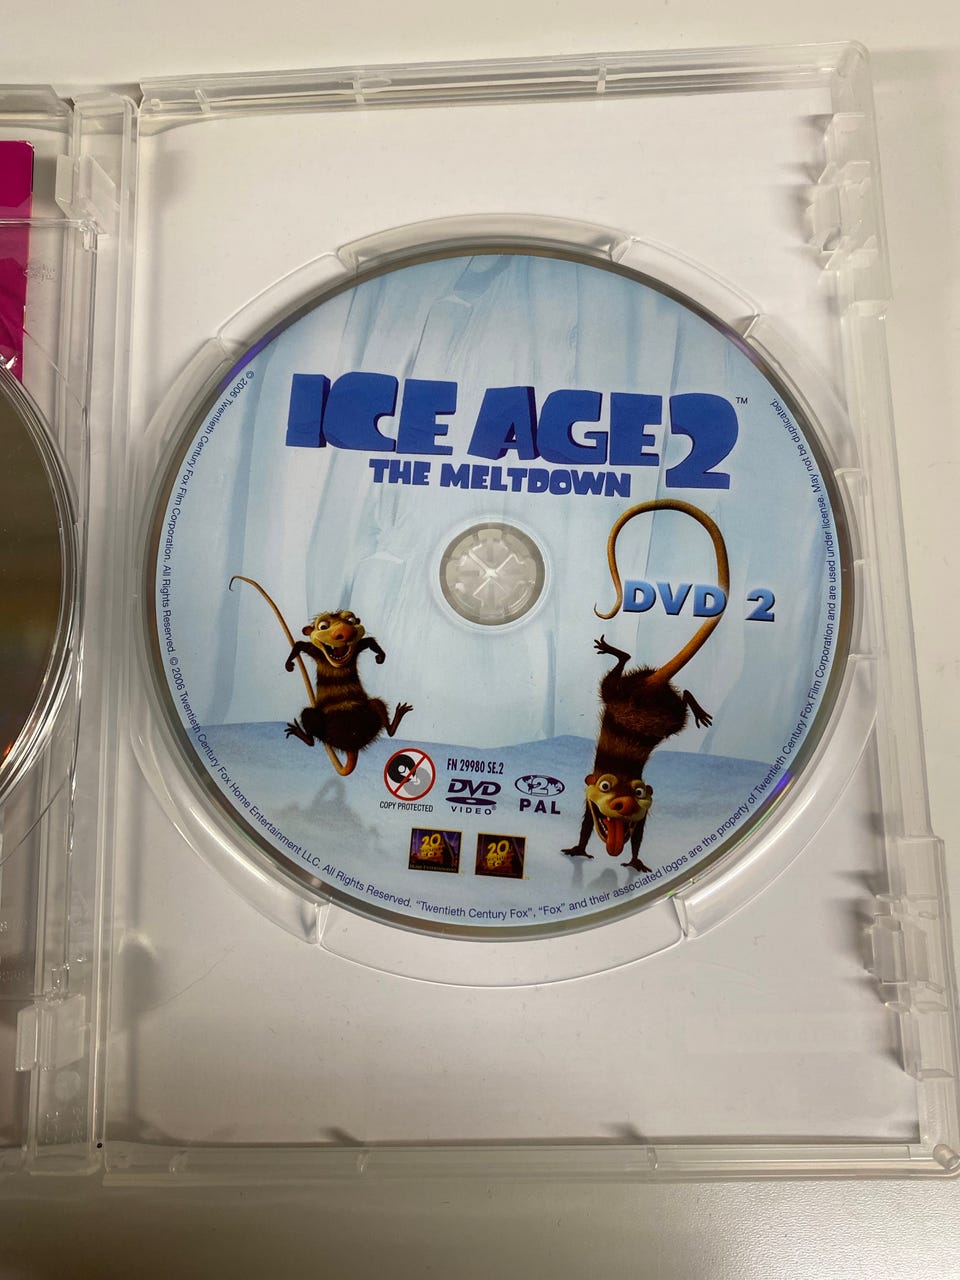 ICE AGE 2™
THE MELTDOWN
DVD 2
FN 29980 SE.2
COPY PROTECTED
DVD
VIDEO
2
PAL
20
20
© 2006 Twentieth Century Fox Film Corporation. All Rights Reserved. © 2006 Twentieth Century Fox Home Entertainment LLC. All Rights Reserved. "Twentieth Century Fox", "Fox" and their associated logos are the property of Twentieth Century Fox Film Corporation and are used under license. May not be duplicated.